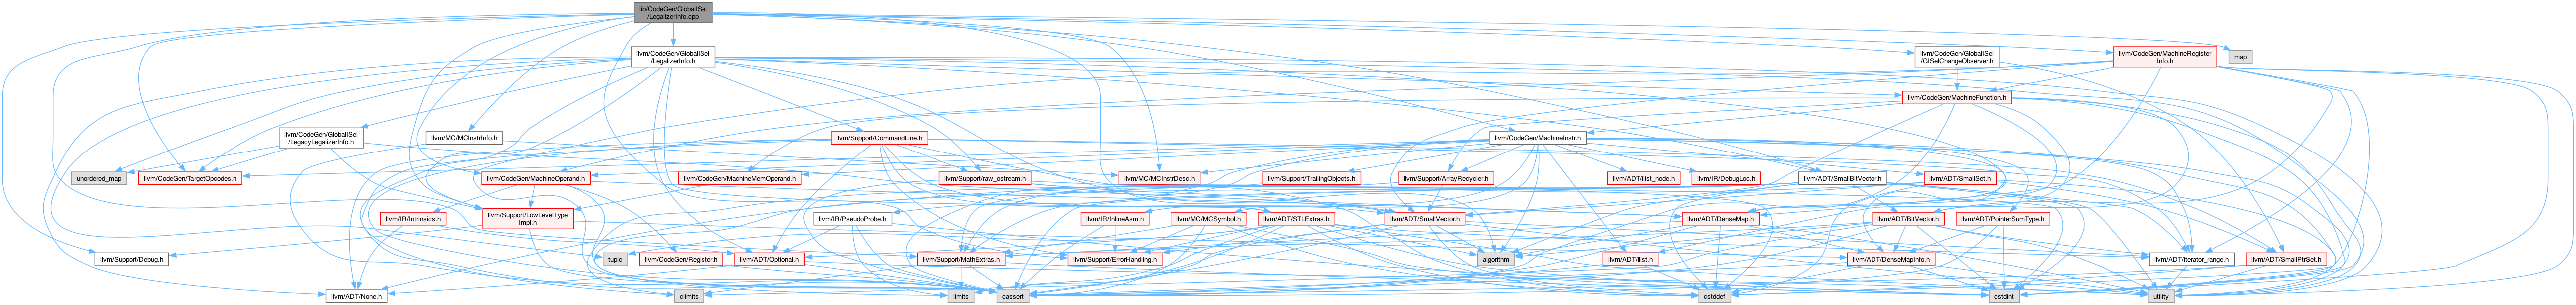 lib/CodeGen/GlobalISel
/LegalizerInfo.cpp
llvm/CodeGen/GlobalISel
/LegalizerInfo.h
llvm/CodeGen/GlobalISel
/GISelChangeObserver.h
llvm/CodeGen/MachineRegister
Info.h
map
llvm/CodeGen/MachineFunction.h
llvm/CodeGen/GlobalISel
/LegacyLegalizerInfo.h
llvm/MC/MCInstrInfo.h
llvm/Support/CommandLine.h
llvm/CodeGen/MachineInstr.h
unordered_map
llvm/CodeGen/TargetOpcodes.h
llvm/CodeGen/MachineOperand.h
llvm/CodeGen/MachineMemOperand.h
llvm/Support/raw_ostream.h
llvm/MC/MCInstrDesc.h
llvm/Support/TrailingObjects.h
llvm/Support/ArrayRecycler.h
llvm/ADT/ilist_node.h
llvm/IR/DebugLoc.h
llvm/ADT/SmallBitVector.h
llvm/ADT/SmallSet.h
llvm/IR/Intrinsics.h
llvm/Support/LowLevelType
Impl.h
llvm/IR/PseudoProbe.h
llvm/IR/InlineAsm.h
llvm/MC/MCSymbol.h
llvm/ADT/STLExtras.h
llvm/ADT/SmallVector.h
llvm/ADT/DenseMap.h
llvm/ADT/BitVector.h
llvm/ADT/PointerSumType.h
llvm/Support/Debug.h
tuple
llvm/CodeGen/Register.h
llvm/ADT/Optional.h
llvm/Support/MathExtras.h
llvm/Support/ErrorHandling.h
algorithm
llvm/ADT/ilist.h
llvm/ADT/DenseMapInfo.h
llvm/ADT/iterator_range.h
llvm/ADT/SmallPtrSet.h
llvm/ADT/None.h
climits
limits
cassert
cstddef
cstdint
utility